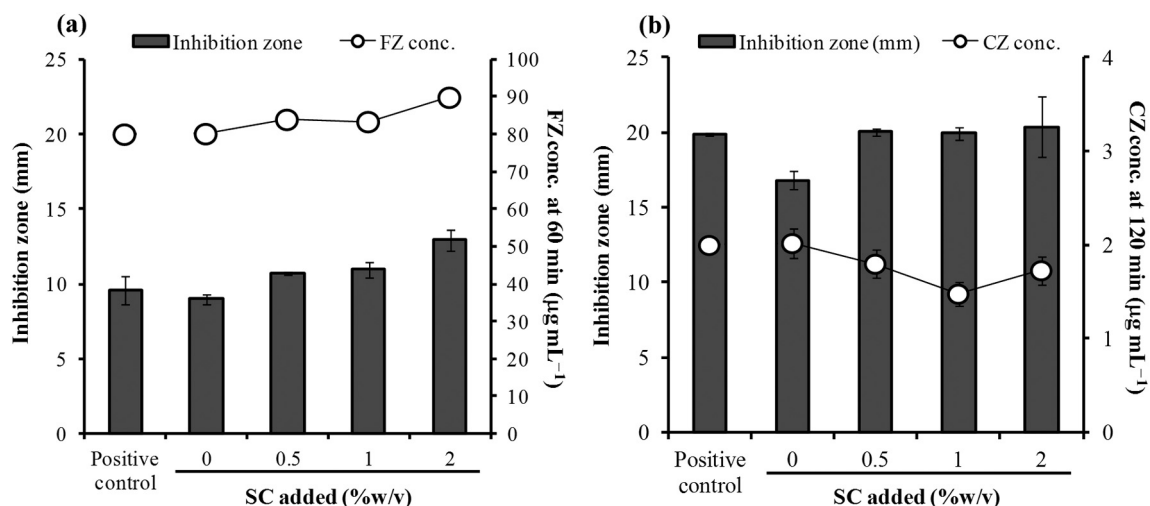 (a)
Inhibition zone
FZ conc.
25
20
15
10
5
0
Inhibition zone (mm)
100
90
80
70
60
50
40
30
20
10
0
FZ conc. at 60 min (µg mL⁻¹)
Positive control
0
0.5
1
2
SC added (%w/v)
(b)
Inhibition zone (mm)
CZ conc.
25
20
15
10
5
0
Inhibition zone (mm)
4
3
2
1
0
CZ conc. at 120 min (µg mL⁻¹)
Positive control
0
0.5
1
2
SC added (%w/v)